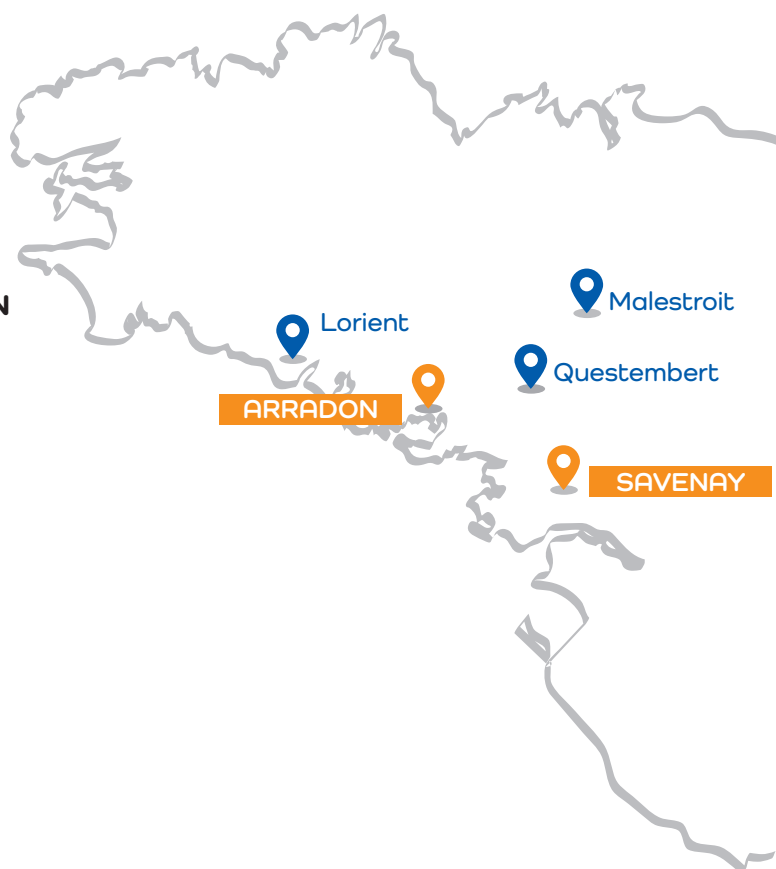 Malestroit
N
Lorient
Questembert
ARRADON
SAVENAY